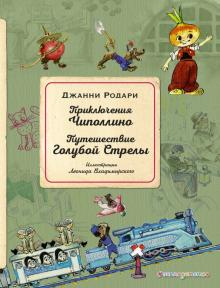 ДЖАННИ РОДАРИ
Приключения
Чиполлино
Путешествие
Голубой Стрелы
Иллюстрации
Леонида Владимирского